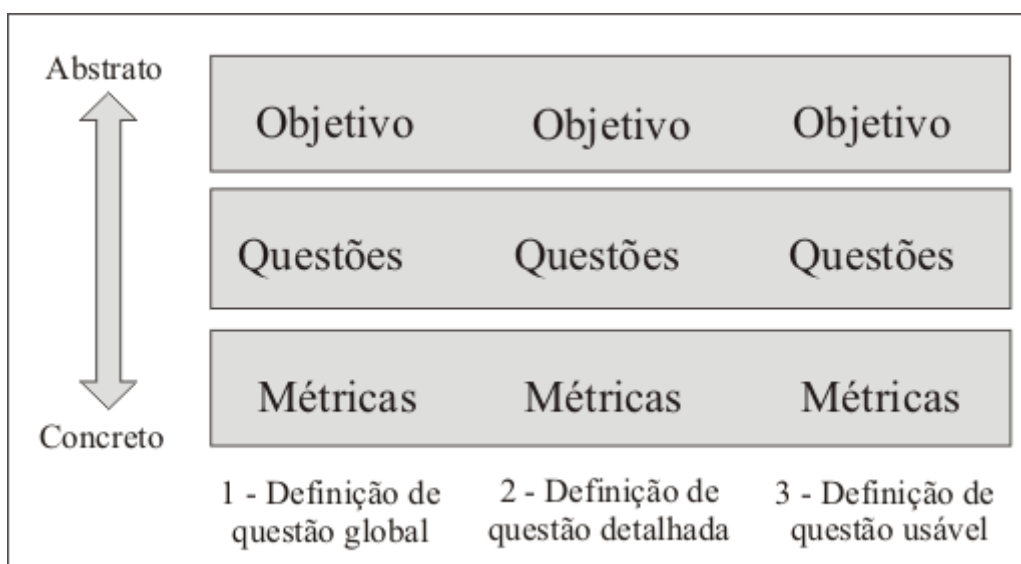 Abstrato
Objetivo Objetivo Objetivo
Questões Questões Questões
Métricas Métricas Métricas
Concreto
1 - Definição de
questão global
2 - Definição de
questão detalhada
3 - Definição de
questão usável